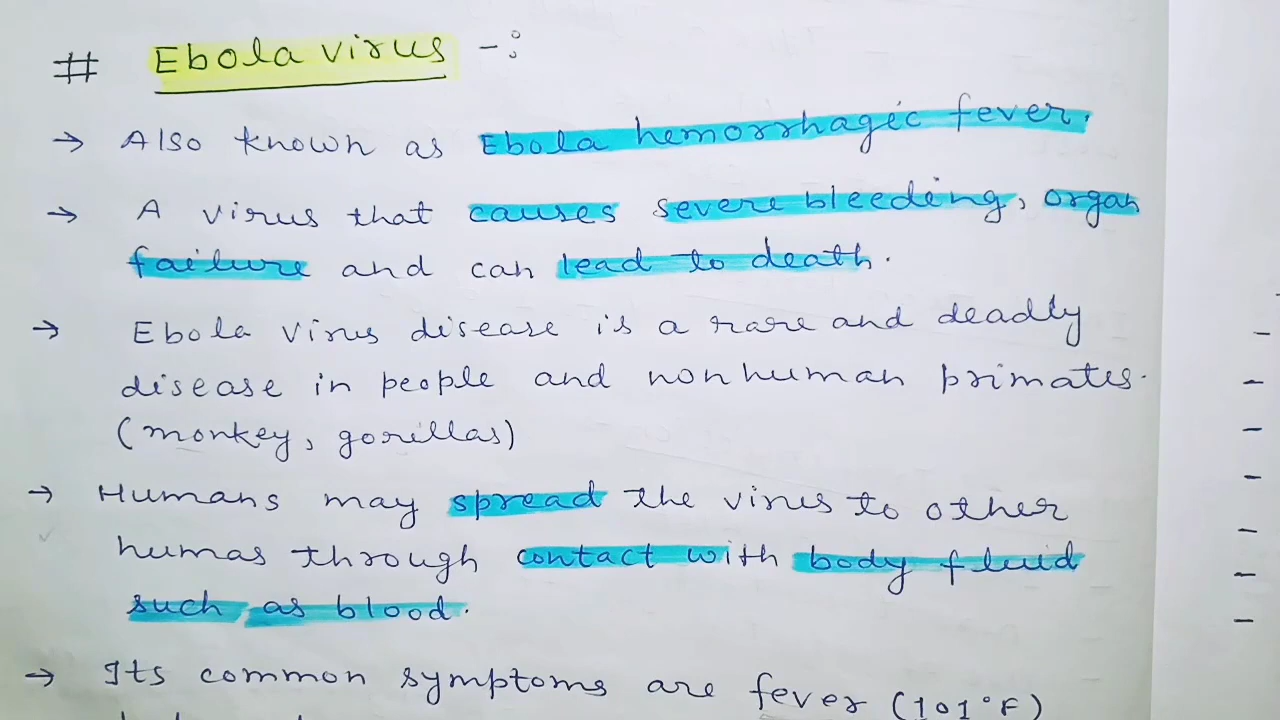 # Ebola virus -:
→ Also known as Ebola hemorrhagic fever.
→ A virus that causes severe bleeding, organ
failure and can lead to death.
→ Ebola virus disease is a rare and deadly
disease in people and nonhuman primates.
(monkey, gorillas)
→ Humans may spread the virus to other
humas through contact with body fluid
such as blood.
→ Its common symptoms are fever (101°F)